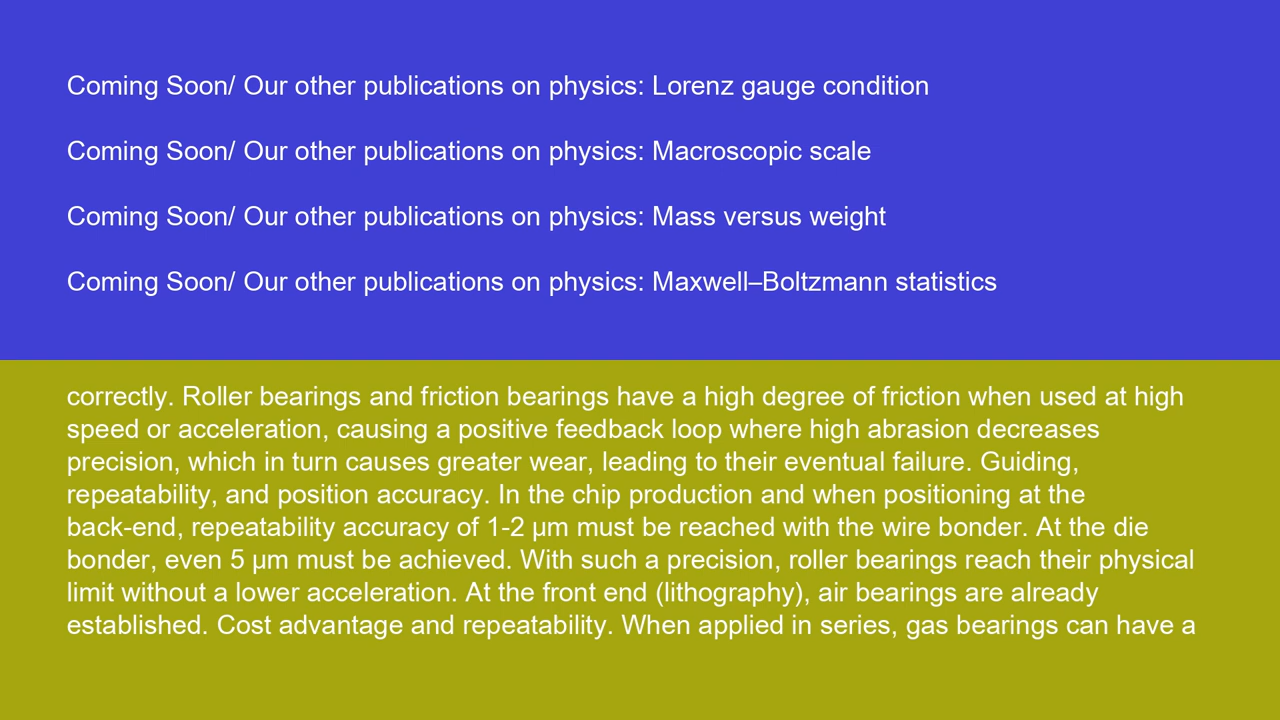 Coming Soon/ Our other publications on physics: Lorenz gauge condition
Coming Soon/ Our other publications on physics: Macroscopic scale
Coming Soon/ Our other publications on physics: Mass versus weight
Coming Soon/ Our other publications on physics: Maxwell–Boltzmann statistics
correctly. Roller bearings and friction bearings have a high degree of friction when used at high
speed or acceleration, causing a positive feedback loop where high abrasion decreases
precision, which in turn causes greater wear, leading to their eventual failure. Guiding,
repeatability, and position accuracy. In the chip production and when positioning at the
back-end, repeatability accuracy of 1-2 µm must be reached with the wire bonder. At the die
bonder, even 5 µm must be achieved. With such a precision, roller bearings reach their physical
limit without a lower acceleration. At the front end (lithography), air bearings are already
established. Cost advantage and repeatability. When applied in series, gas bearings can have a